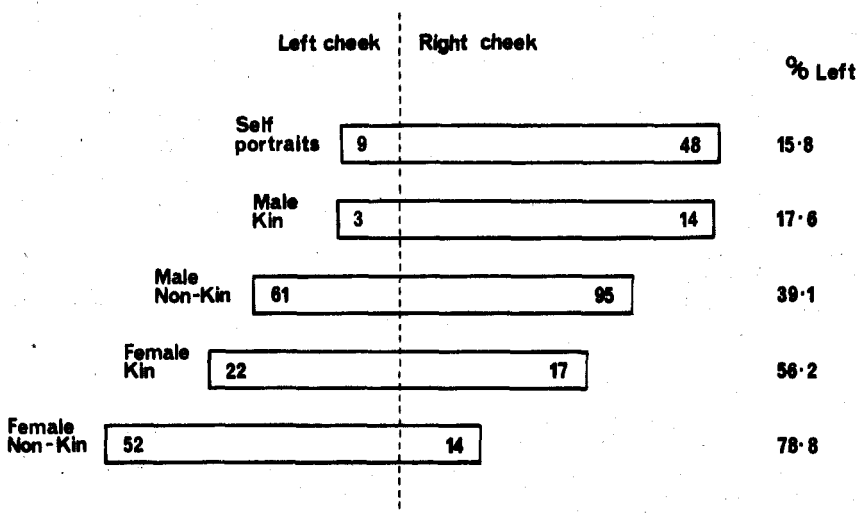 Left cheek Right cheek
% Left
Self
portraits 9 48 15·8
Male
Kin 3 14 17·6
Male
Non-Kin 61 95 39·1
Female
Kin 22 17 56·2
Female
Non-Kin 52 14 78·8